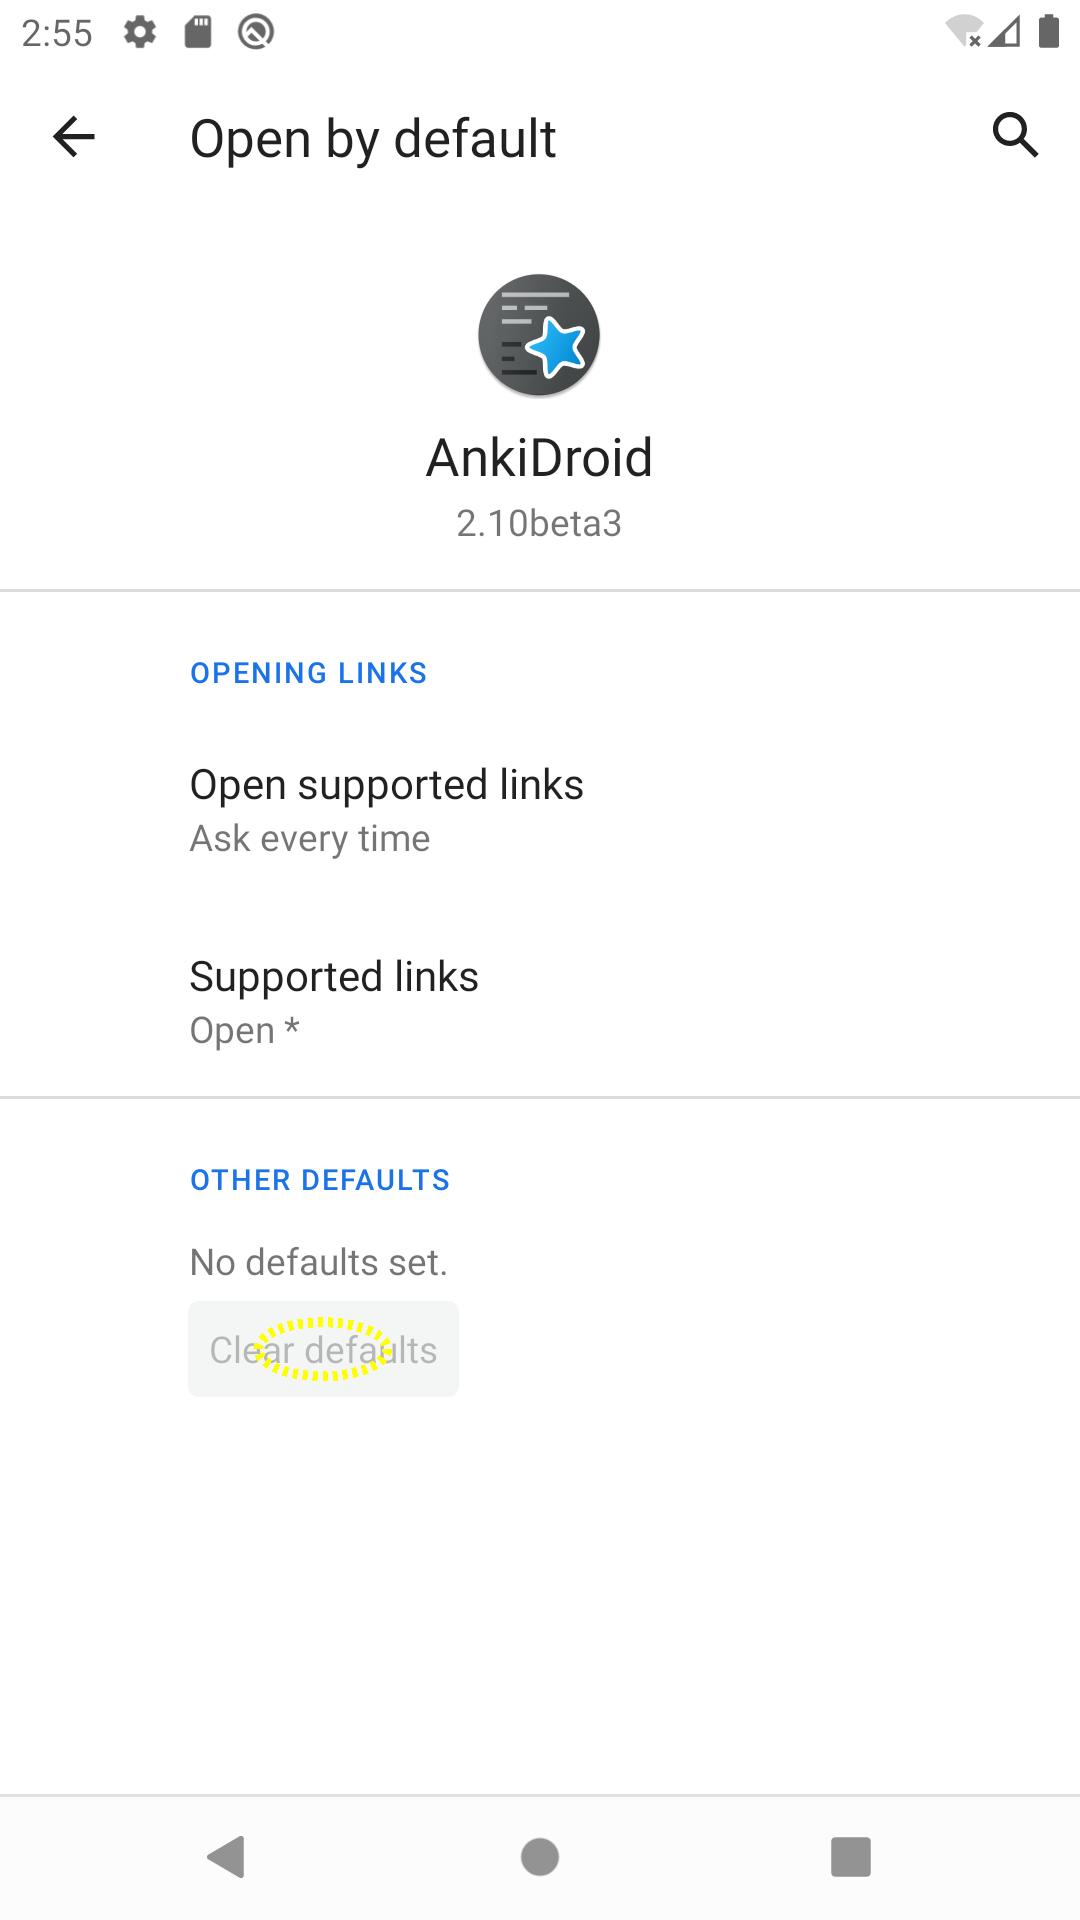 2:55
Open by default
AnkiDroid
2.10beta3
OPENING LINKS
Open supported links
Ask every time
Supported links
Open *
OTHER DEFAULTS
No defaults set.
Clear defaults